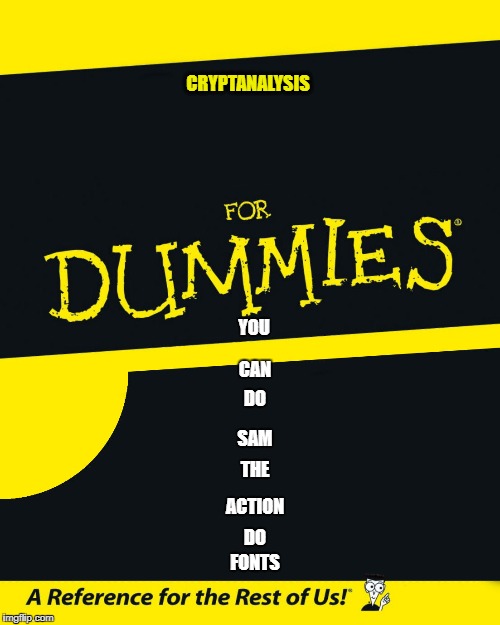 CRYPTANALYSIS
FOR
DUMMIES®
YOU
CAN
DO
SAM
THE
ACTION
DO
FONTS
A Reference for the Rest of Us!®
imgflip.com